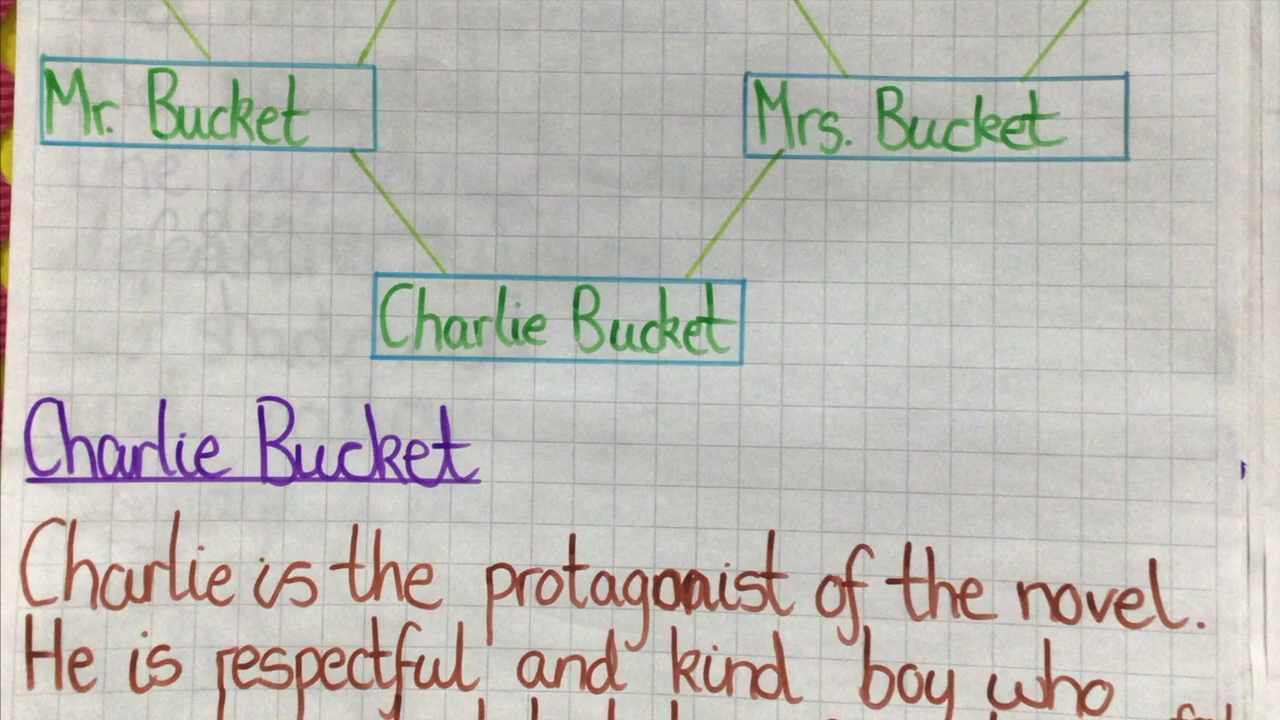 Mr. Bucket
Mrs. Bucket
Charlie Bucket
Charlie Bucket
Charlie is the protagonist of the novel.
He is respectful and kind boy who